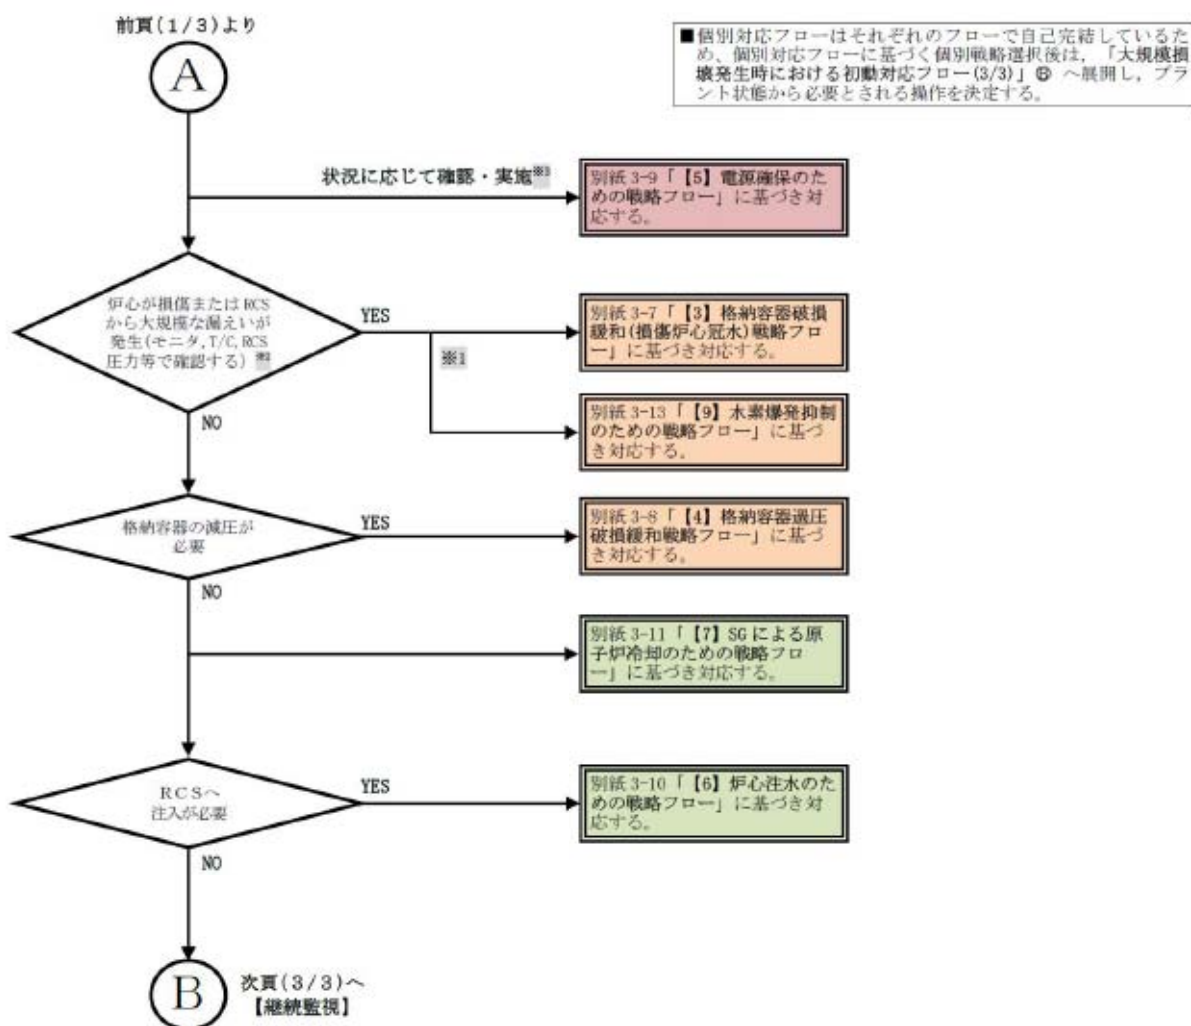 前頁(1/3)より
A
■個別対応フローはそれぞれのフローで自己完結しているた
め、個別対応フローに基づく個別戦略選択後は,「大規模損
壊発生時における初動対応フロー(3/3)」Ⓑ へ展開し,プラ
ント状態から必要とされる操作を決定する。
状況に応じて確認・実施※3
別紙 3-9「【5】電源確保のた
めの戦略フロー」に基づき対
応する。
炉心が損傷または RCS
から大規模な漏えいが
発生(モニタ,T/C,RCS
圧力等で確認する)※2
YES
※1
NO
別紙 3-7「【3】格納容器破損
緩和(損傷炉心冠水)戦略フロ
ー」に基づき対応する。
別紙 3-13「【9】水素爆発抑制
のための戦略フロー」に基づ
き対応する。
格納容器の減圧が
必要
YES
NO
別紙 3-8「【4】格納容器過圧
破損緩和戦略フロー」に基づ
き対応する。
別紙 3-11「【7】SG による原
子炉冷却のための戦略フロ
ー」に基づき対応する。
RCSへ
注入が必要
YES
NO
別紙 3-10「【6】炉心注水のた
めの戦略フロー」に基づき対
応する。
B
次頁(3/3)へ
【継続監視】